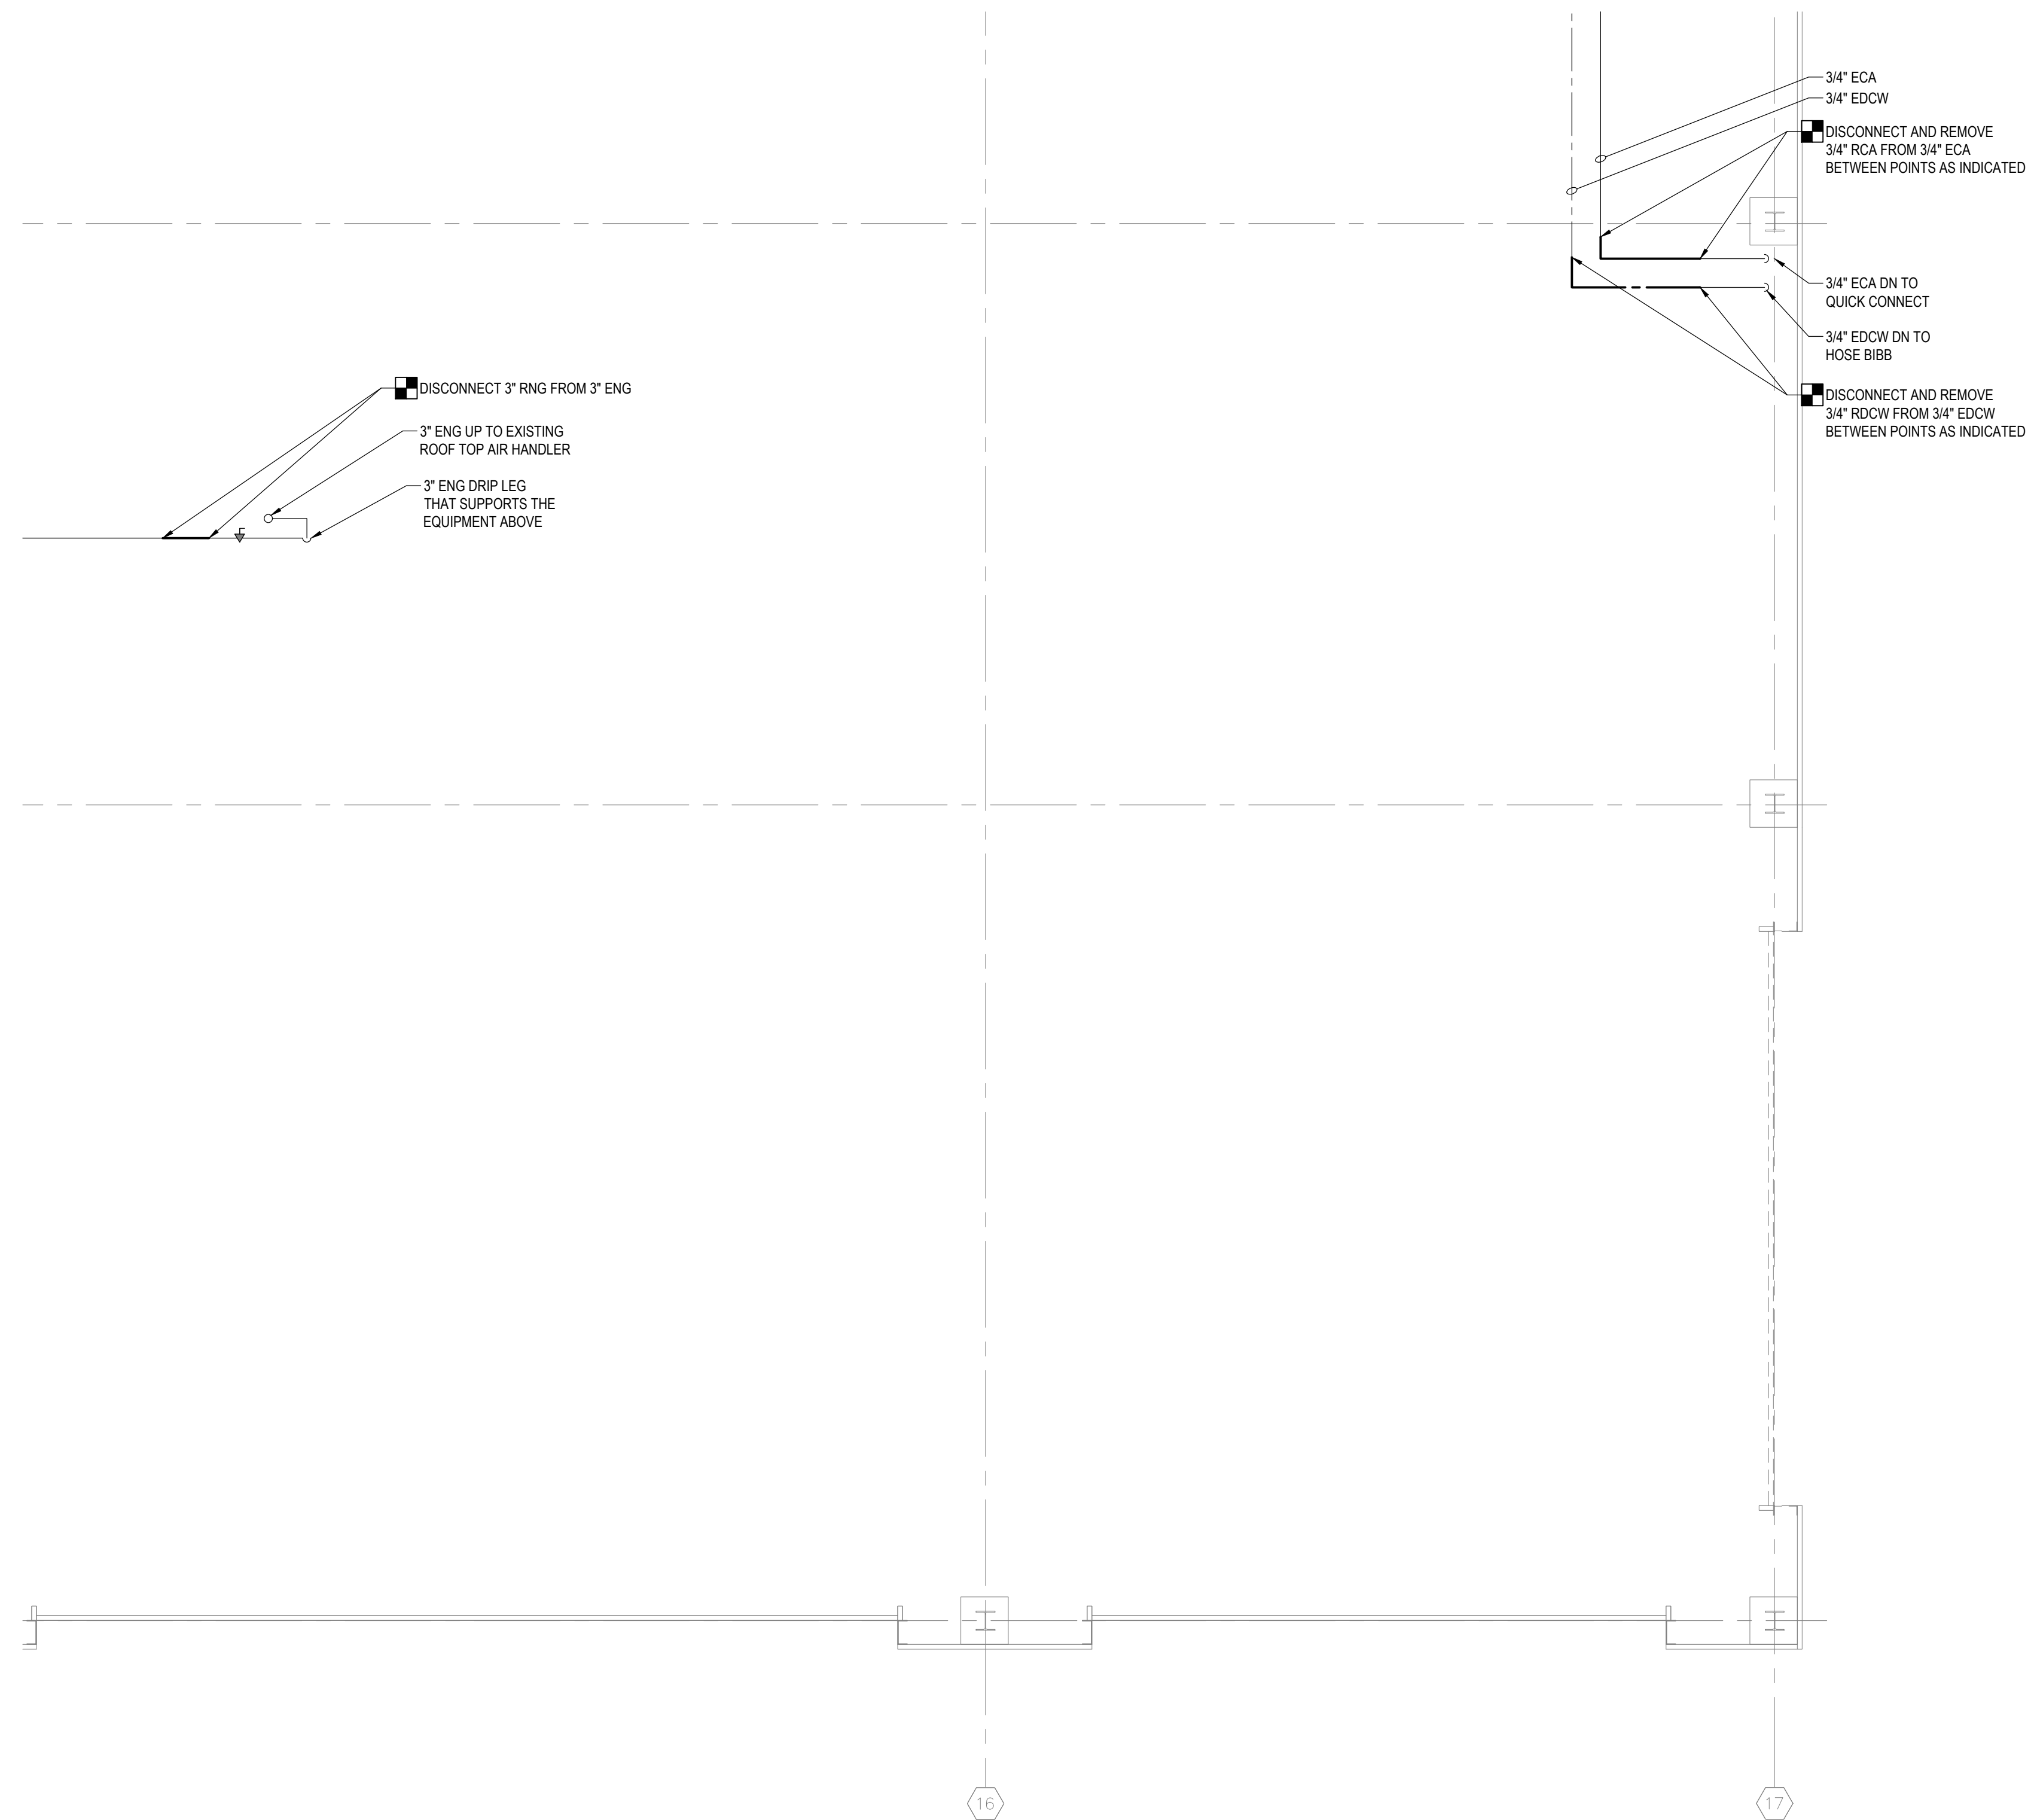 3/4" ECA
3/4" EDCW
DISCONNECT AND REMOVE
3/4" RCA FROM 3/4" ECA
BETWEEN POINTS AS INDICATED
3/4" ECA DN TO
QUICK CONNECT
3/4" EDCW DN TO
HOSE BIBB
DISCONNECT AND REMOVE
3/4" RDCW FROM 3/4" EDCW
BETWEEN POINTS AS INDICATED
DISCONNECT 3" RNG FROM 3" ENG
3" ENG UP TO EXISTING
ROOF TOP AIR HANDLER
3" ENG DRIP LEG
THAT SUPPORTS THE
EQUIPMENT ABOVE
16
17